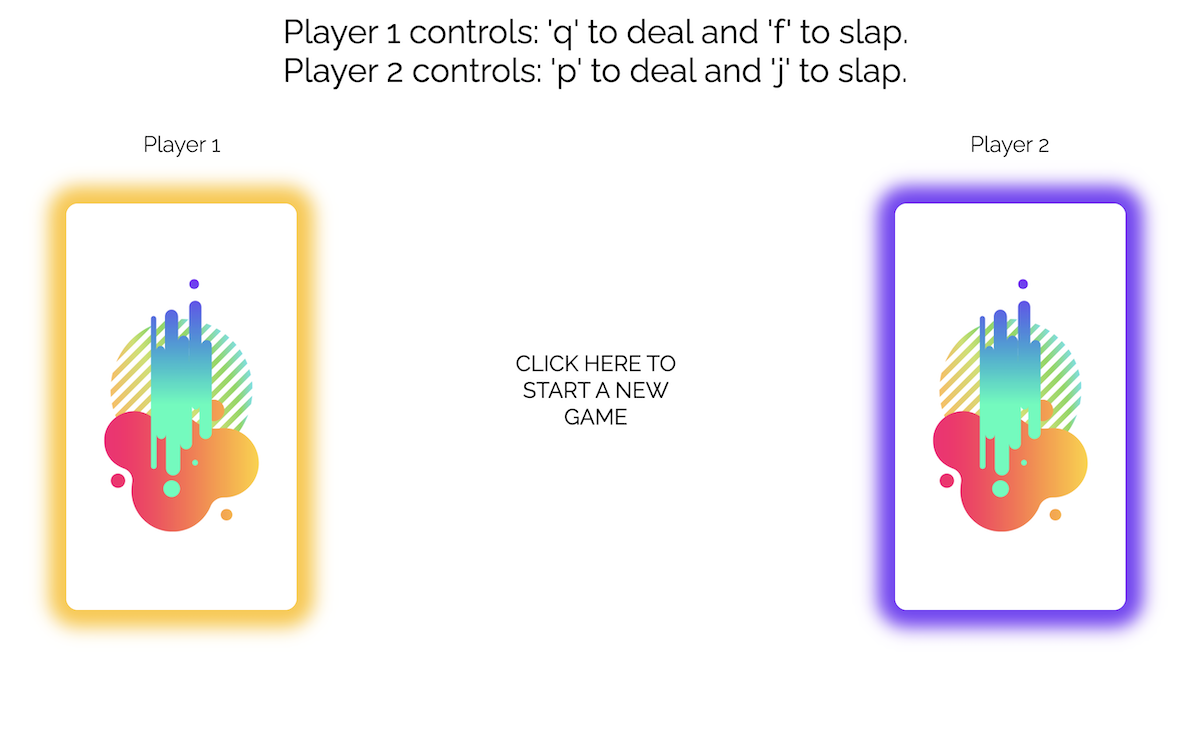 Player 1 controls: 'q' to deal and 'f' to slap.
Player 2 controls: 'p' to deal and 'j' to slap.
Player 1
Player 2
CLICK HERE TO
START A NEW
GAME